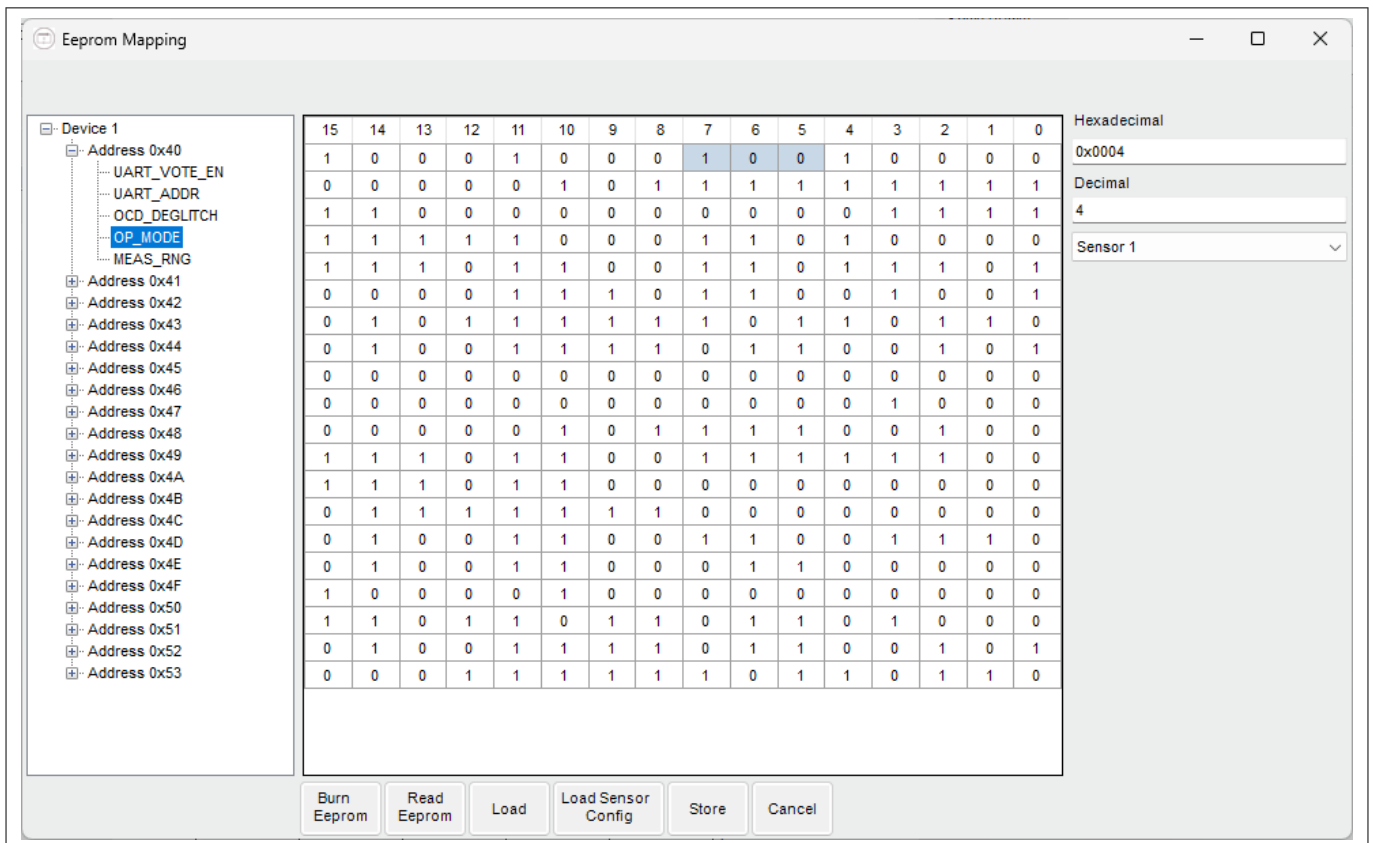 Eeprom Mapping
Device 1
Address 0x40
UART_VOTE_EN
UART_ADDR
OCD_DEGLITCH
OP_MODE
MEAS_RNG
Address 0x41
Address 0x42
Address 0x43
Address 0x44
Address 0x45
Address 0x46
Address 0x47
Address 0x48
Address 0x49
Address 0x4A
Address 0x4B
Address 0x4C
Address 0x4D
Address 0x4E
Address 0x4F
Address 0x50
Address 0x51
Address 0x52
Address 0x53
15 14 13 12 11 10 9 8 7 6 5 4 3 2 1 0
1 0 0 0 1 0 0 0 1 0 0 1 0 0 0 0
0 0 0 0 0 1 0 1 1 1 1 1 1 1 1 1
1 1 0 0 0 0 0 0 0 0 0 0 1 1 1 1
1 1 1 1 1 0 0 0 1 1 0 1 0 0 0 0
1 1 1 0 1 1 0 0 1 1 0 1 1 1 0 1
0 0 0 0 1 1 1 0 1 1 0 0 1 0 0 1
0 1 0 1 1 1 1 1 1 0 1 1 0 1 1 0
0 1 0 0 1 1 1 1 0 1 1 0 0 1 0 1
0 0 0 0 0 0 0 0 0 0 0 0 0 0 0 0
0 0 0 0 0 0 0 0 0 0 0 0 1 0 0 0
0 0 0 0 0 1 0 1 1 1 1 0 0 1 0 0
1 1 1 0 1 1 0 0 1 1 1 1 1 1 0 0
1 1 1 0 1 1 0 0 0 0 0 0 0 0 0 0
0 1 1 1 1 1 1 1 0 0 0 0 0 0 0 0
0 1 0 0 1 1 0 0 1 1 0 0 1 1 1 0
0 1 0 0 1 1 0 0 0 1 1 0 0 0 0 0
1 0 0 0 0 1 0 0 0 0 0 0 0 0 0 0
1 1 0 1 1 0 1 1 0 1 1 0 1 0 0 0
0 1 0 0 1 1 1 1 0 1 1 0 0 1 0 1
0 0 0 1 1 1 1 1 1 0 1 1 0 1 1 0
Hexadecimal
0x0004
Decimal
4
Sensor 1
Burn
Eeprom
Read
Eeprom
Load
Load Sensor
Config
Store
Cancel